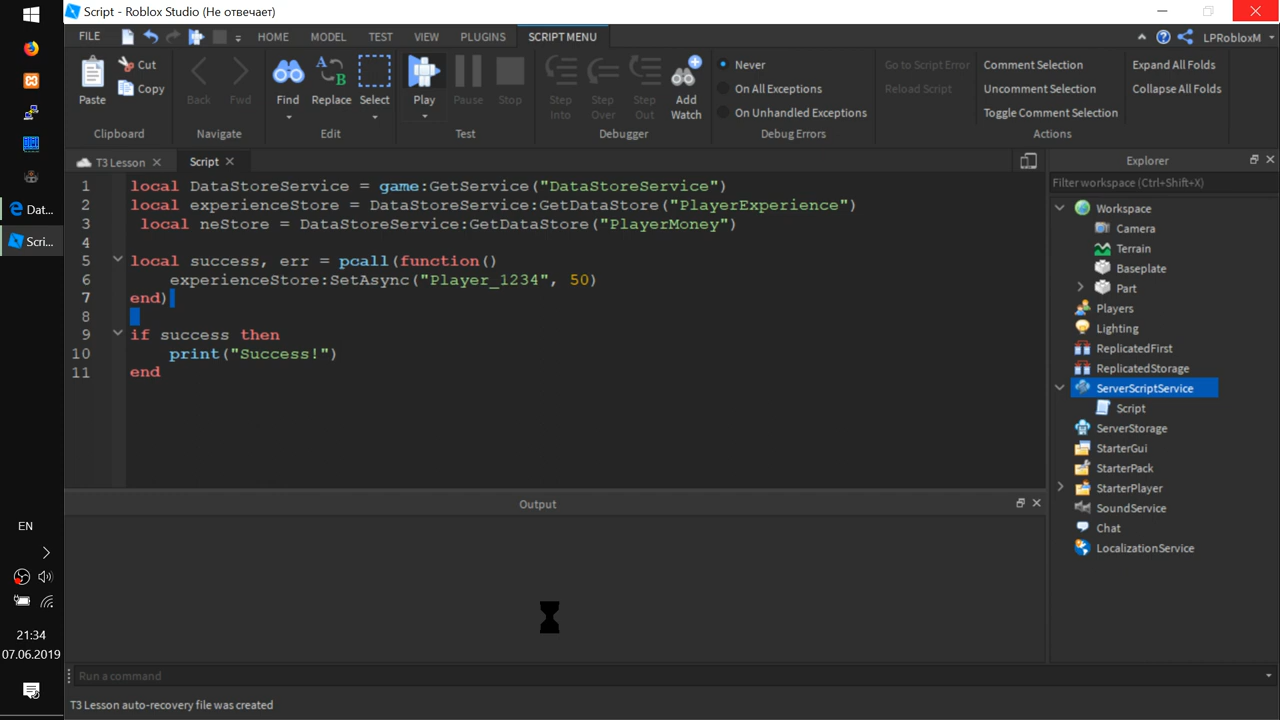 Script - Roblox Studio (Не отвечает)
FILE HOME MODEL TEST VIEW PLUGINS SCRIPT MENU LPRobloxM
Paste Cut Copy Back Fwd Find Replace Select Play Pause Stop Step Into Step Over Step Out Add Watch
Never
On All Exceptions
On Unhandled Exceptions
Go to Script Error
Reload Script
Comment Selection
Uncomment Selection
Toggle Comment Selection
Expand All Folds
Collapse All Folds
Clipboard Navigate Edit Test Debugger Debug Errors Actions
T3 Lesson Script
1 local DataStoreService = game:GetService("DataStoreService")
2 local experienceStore = DataStoreService:GetDataStore("PlayerExperience")
3 local neStore = DataStoreService:GetDataStore("PlayerMoney")
4
5 local success, err = pcall(function()
6 experienceStore:SetAsync("Player_1234", 50)
7 end)
8
9 if success then
10 print("Success!")
11 end
Output
Run a command
T3 Lesson auto-recovery file was created
Explorer
Filter workspace (Ctrl+Shift+X)
Workspace
Camera
Terrain
Baseplate
Part
Players
Lighting
ReplicatedFirst
ReplicatedStorage
ServerScriptService
Script
ServerStorage
StarterGui
StarterPack
StarterPlayer
SoundService
Chat
LocalizationService
Dat...
Scri...
EN
21:34
07.06.2019